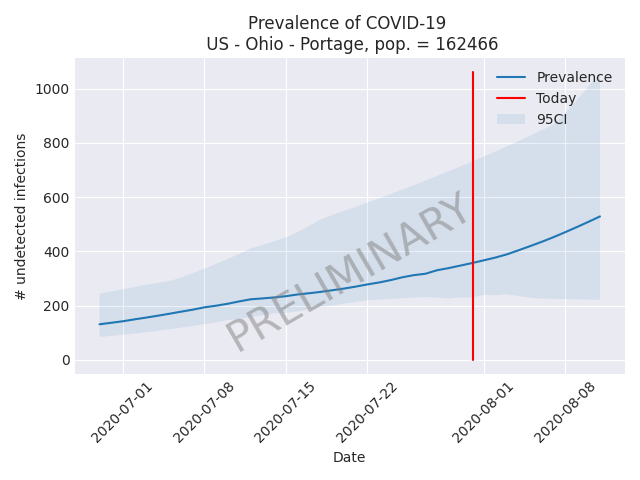 Prevalence of COVID-19
US - Ohio - Portage, pop. = 162466
# undetected infections
1000
800
600
400
200
0
Prevalence
Today
95CI
PRELIMINARY
2020-07-01
2020-07-08
2020-07-15
2020-07-22
2020-08-01
2020-08-08
Date